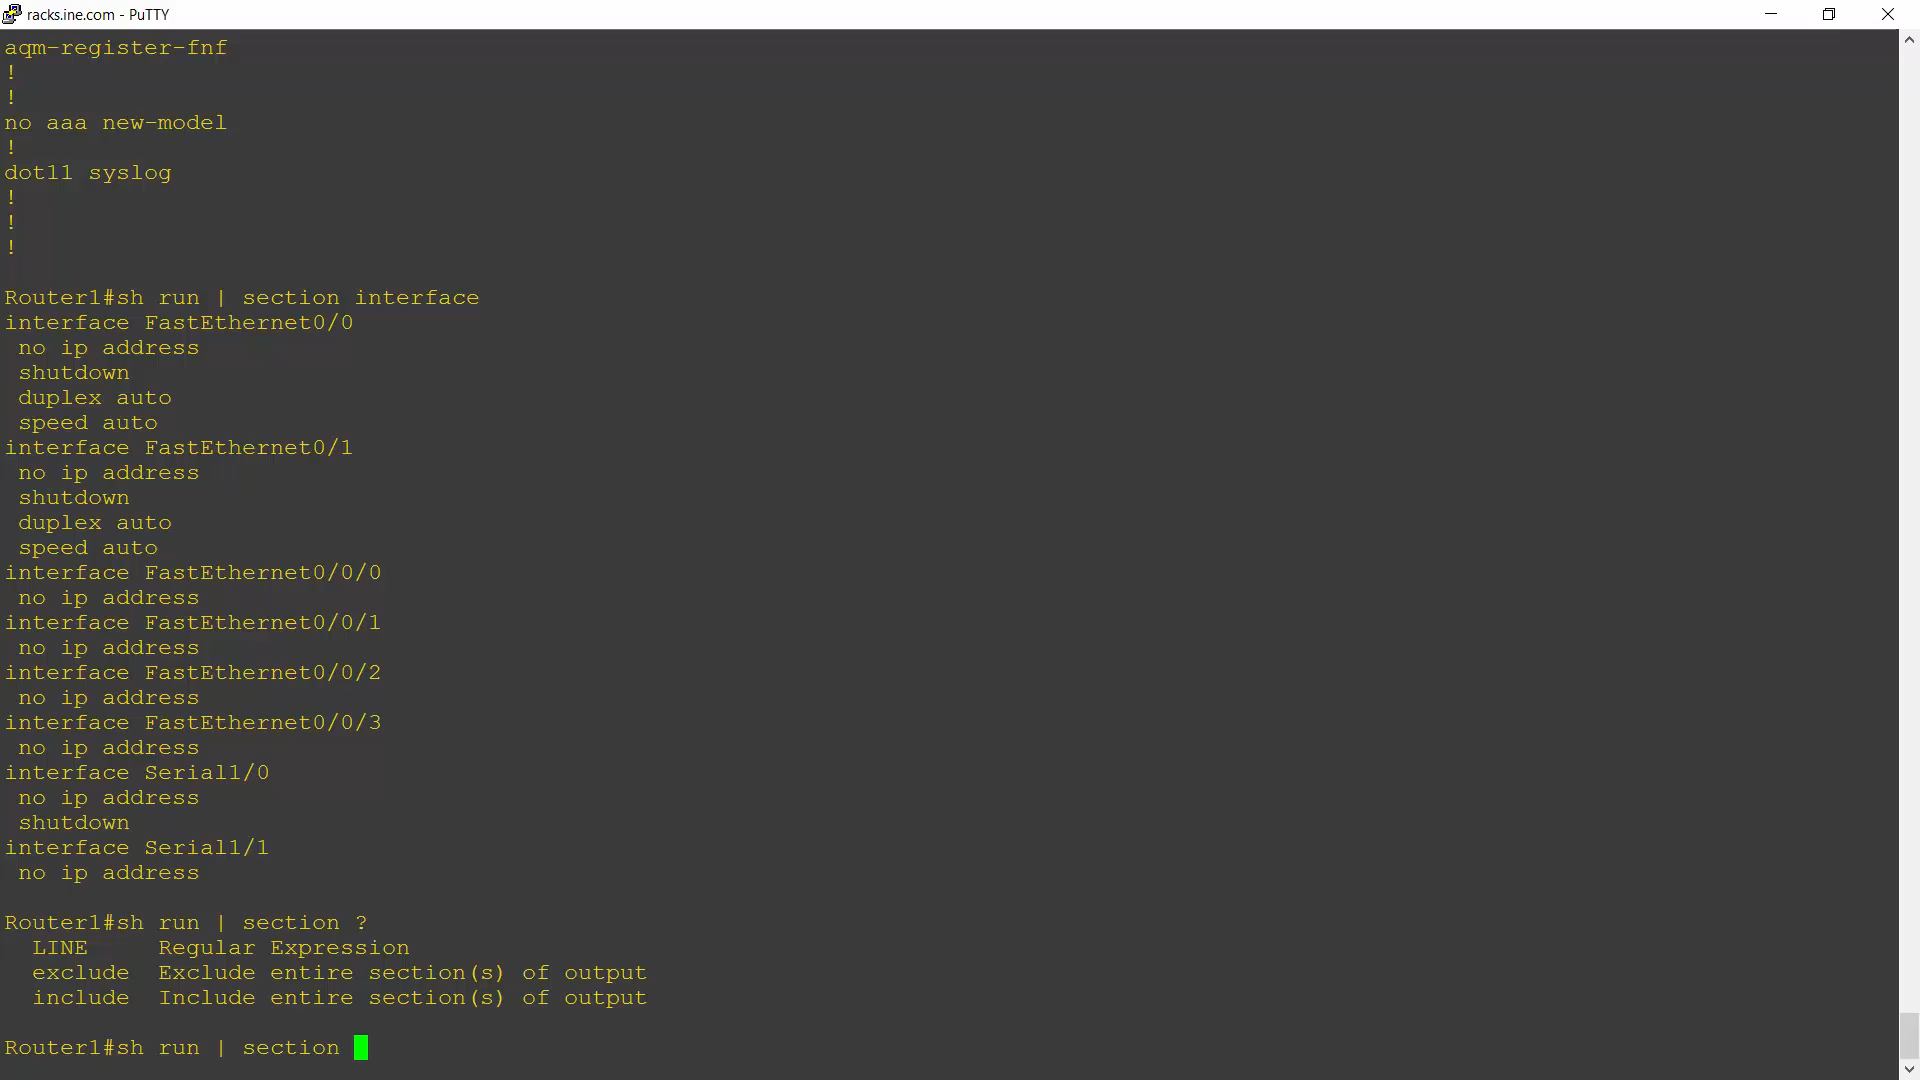 racks.ine.com - PuTTY
aqm-register-fnf
!
!
no aaa new-model
!
dot11 syslog
!
!
!
Router1#sh run | section interface
interface FastEthernet0/0
 no ip address
 shutdown
 duplex auto
 speed auto
interface FastEthernet0/1
 no ip address
 shutdown
 duplex auto
 speed auto
interface FastEthernet0/0/0
 no ip address
interface FastEthernet0/0/1
 no ip address
interface FastEthernet0/0/2
 no ip address
interface FastEthernet0/0/3
 no ip address
interface Serial1/0
 no ip address
 shutdown
interface Serial1/1
 no ip address
Router1#sh run | section ?
  LINE     Regular Expression
  exclude  Exclude entire section(s) of output
  include  Include entire section(s) of output
Router1#sh run | section